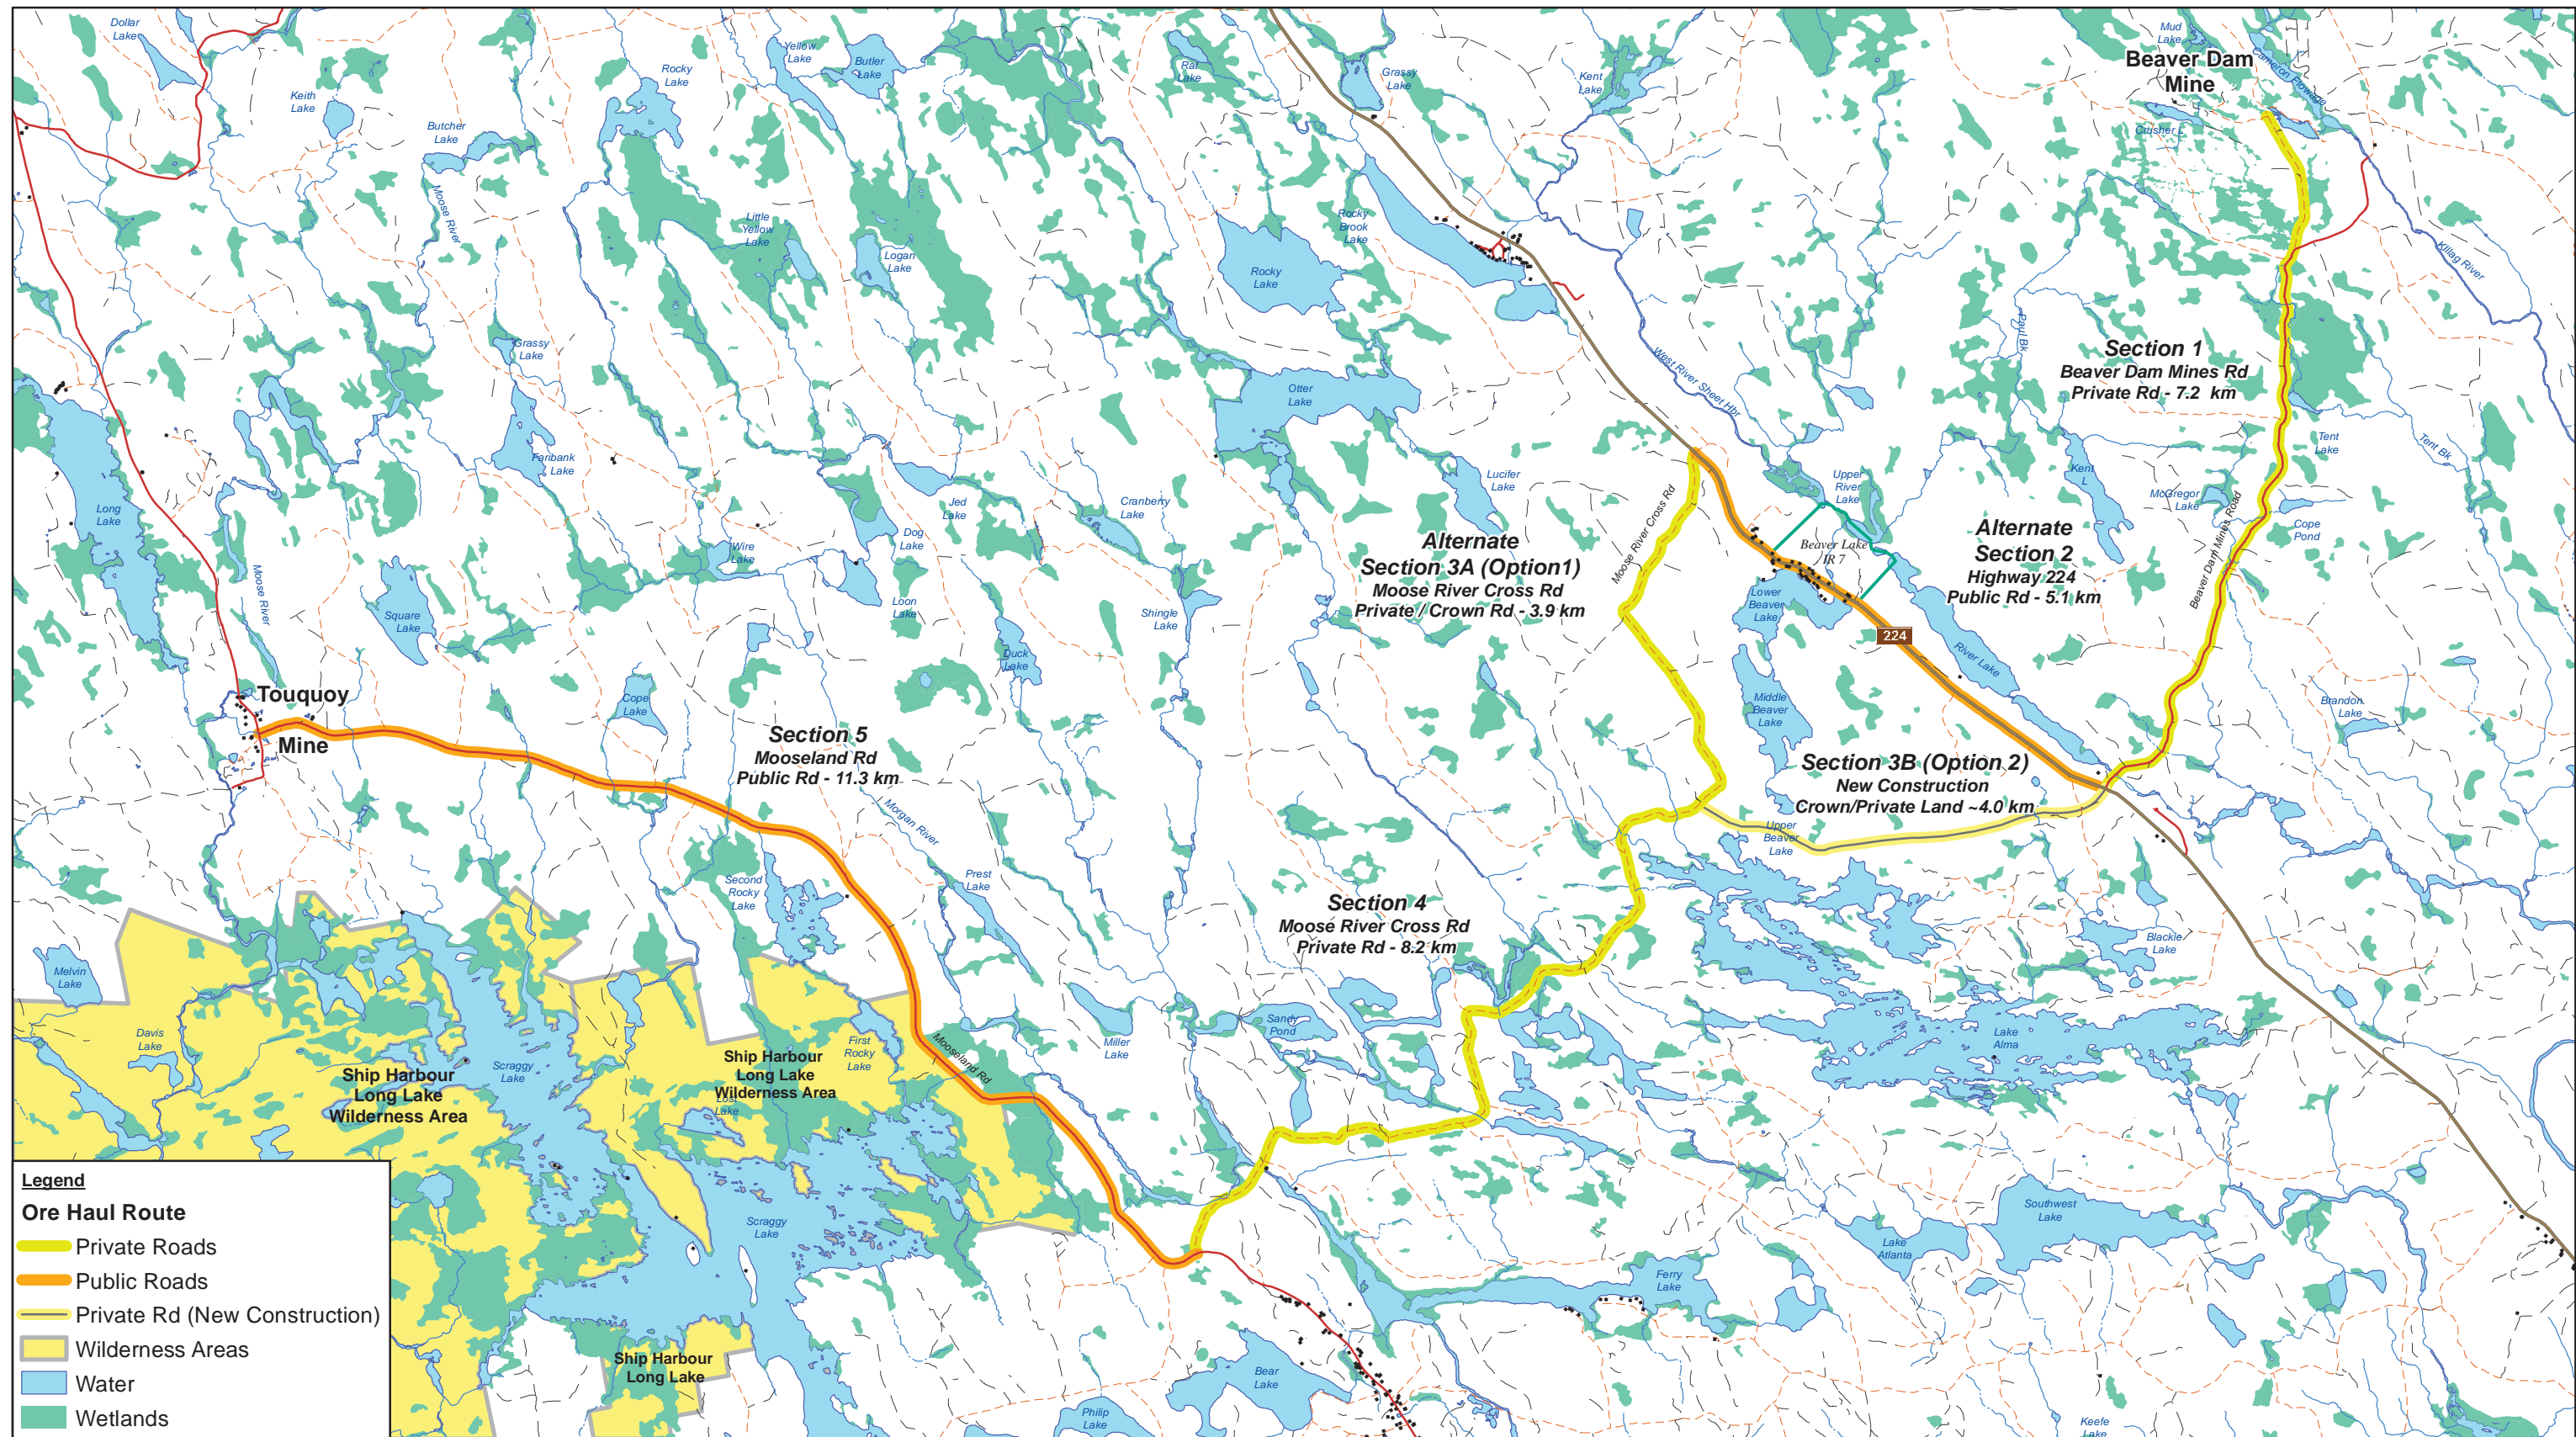 Dollar
Lake
Keith
Lake
Butcher
Lake
Moose River
Rocky
Lake
Yellow
Lake
Butler
Lake
Rat
Lake
Grassy
Lake
Kent
Lake
Mud
Lake
Cameron Flowage
Beaver Dam
Mine
Crusher L
Little
Yellow
Lake
Logan
Lake
Rocky
Lake
Rocky
Brook
Lake
Killag River
Grassy
Lake
Otter
Lake
West River Sheet Hbr
Paul Bk
Section 1
Beaver Dam Mines Rd
Private Rd - 7.2 km
Fanbank
Lake
Long
Lake
Jed
Lake
Dog
Lake
Cranberry
Lake
Lucifer
Lake
Upper
River
Lake
Kent
L
McGregor
Lake
Tent
Lake
Tent Bk
Cope
Pond
Beaver Dam Mines Road
Moose River
Square
Lake
Wire
Lake
Loon
Lake
Shingle
Lake
Duck
Lake
Alternate
Section 3A (Option1)
Moose River Cross Rd
Private / Crown Rd - 3.9 km
Moose River Cross Rd
Beaver Lake
IR 7
Lower
Beaver
Lake
Alternate
Section 2
Highway 224
Public Rd - 5.1 km
224
River Lake
Middle
Beaver
Lake
Brandon
Lake
Touquoy
Mine
Cope
Lake
Section 5
Mooseland Rd
Public Rd - 11.3 km
Morgan River
Section 3B (Option 2)
New Construction
Crown/Private Land ~4.0 km
Upper
Beaver
Lake
Second
Rocky
Lake
Prest
Lake
Section 4
Moose River Cross Rd
Private Rd - 8.2 km
Blackie
Lake
Melvin
Lake
Davis
Lake
Scraggy
Lake
First
Rocky
Lake
Mooseland Rd
Miller
Lake
Sandy
Pond
Lake
Alma
Ship Harbour
Long Lake
Wilderness Area
Ship Harbour
Long Lake
Wilderness Area
Lost
Lake
Scraggy
Lake
Southwest
Lake
Lake
Atlanta
Ferry
Lake
Ship Harbour
Long Lake
Bear
Lake
Philip
Lake
Keefe
Lake
Legend
Ore Haul Route
Private Roads
Public Roads
Private Rd (New Construction)
Wilderness Areas
Water
Wetlands